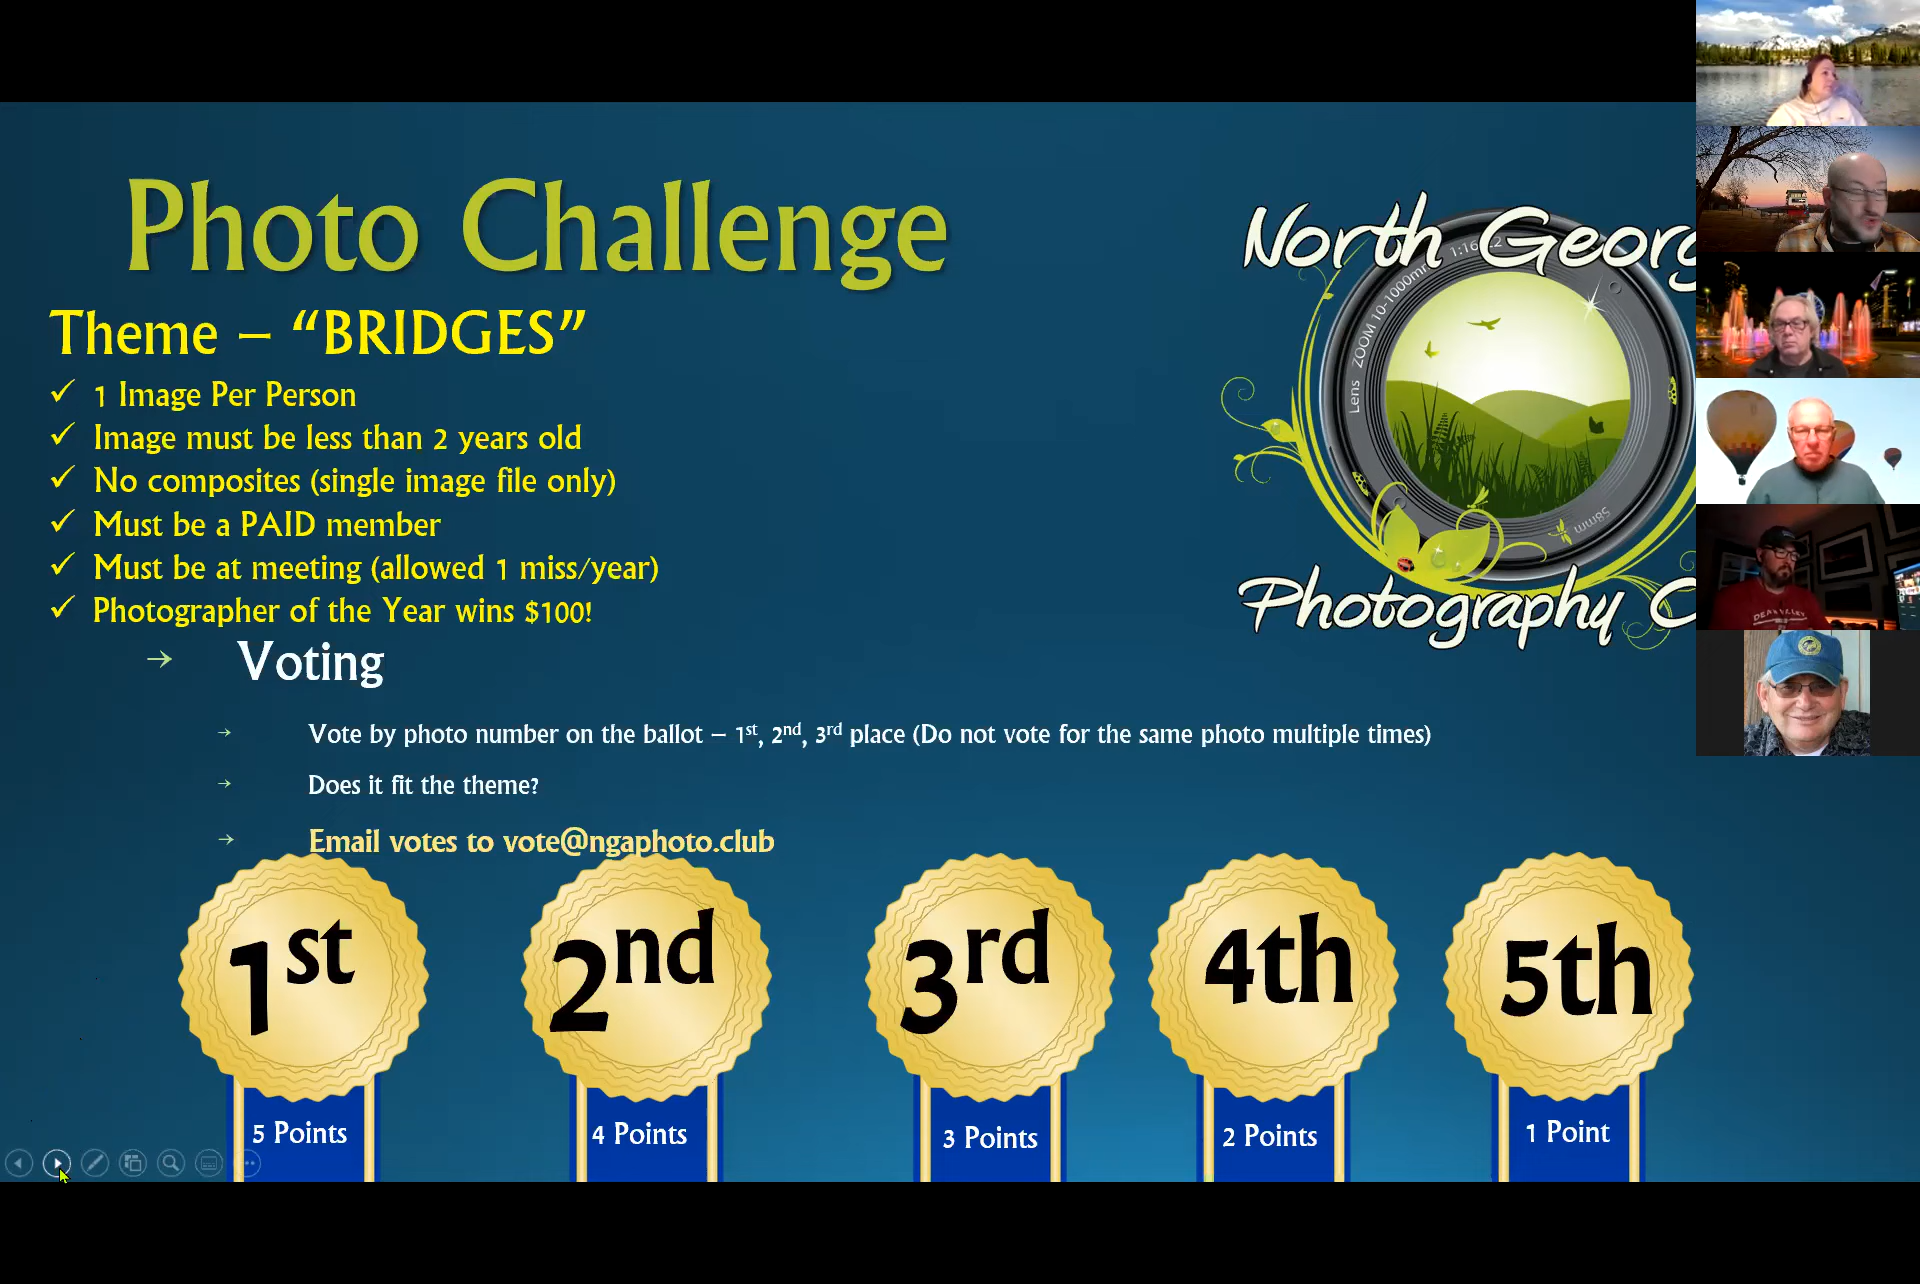 Photo Challenge
Theme – “BRIDGES”
✓ 1 Image Per Person
✓ Image must be less than 2 years old
✓ No composites (single image file only)
✓ Must be a PAID member
✓ Must be at meeting (allowed 1 miss/year)
✓ Photographer of the Year wins $100!
→ Voting
→ Vote by photo number on the ballot – 1st, 2nd, 3rd place (Do not vote for the same photo multiple times)
→ Does it fit the theme?
→ Email votes to vote@ngaphoto.club
North Georg
Lens ZOOM 10-1000mm
58mm
Photography C
1st
2nd
3rd
4th
5th
5 Points
4 Points
3 Points
2 Points
1 Point